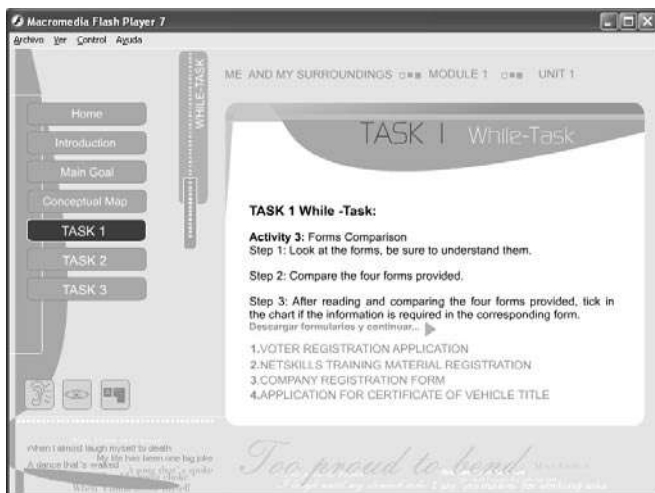 Macromedia Flash Player 7
Archivo Ver Control Ayuda
WHILE-TASK
ME AND MY SURROUNDINGS MODULE 1 UNIT 1
Home
Introduction
Main Goal
Conceptual Map
TASK 1
TASK 2
TASK 3
TASK 1 While-Task
TASK 1 While -Task:
Activity 3: Forms Comparison
Step 1: Look at the forms, be sure to understand them.
Step 2: Compare the four forms provided.
Step 3: After reading and comparing the four forms provided, tick in
the chart if the information is required in the corresponding form.
Descargar formularios y continuar...
1.VOTER REGISTRATION APPLICATION
2.NETSKILLS TRAINING MATERIAL REGISTRATION
3.COMPANY REGISTRATION FORM
4.APPLICATION FOR CERTIFICATE OF VEHICLE TITLE
When I almost laugh myself to death
My life has been one big joke
A dance that's walked
A song that's spoke
Too proud to bend